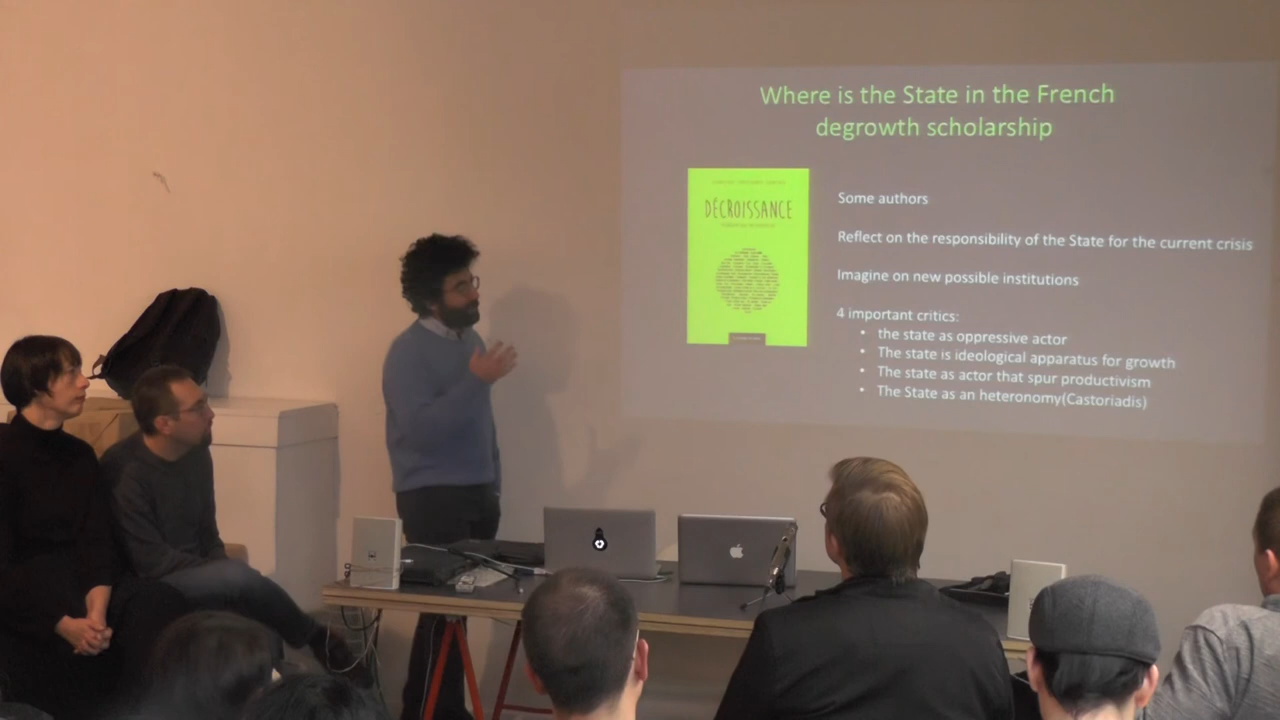 Where is the State in the French
degrowth scholarship
DÉCROISSANCE
Some authors
Reflect on the responsibility of the State for the current crisis
Imagine on new possible institutions
4 important critics:
• the state as oppressive actor
• The state is ideological apparatus for growth
• The state as actor that spur productivism
• The State as an heteronomy(Castoriadis)